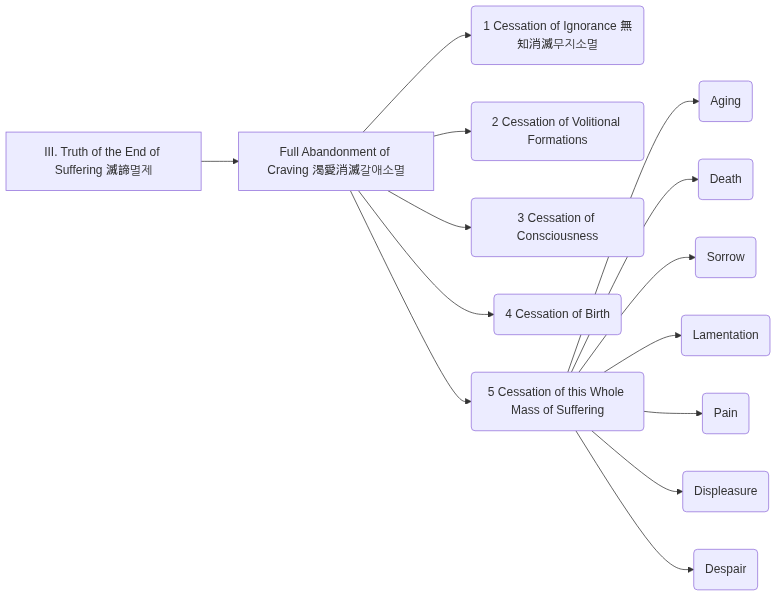 III. Truth of the End of
Suffering 滅諦멸제
Full Abandonment of
Craving 渴愛消滅갈애소멸
1 Cessation of Ignorance 無
知消滅무지소멸
2 Cessation of Volitional
Formations
3 Cessation of
Consciousness
4 Cessation of Birth
5 Cessation of this Whole
Mass of Suffering
Aging
Death
Sorrow
Lamentation
Pain
Displeasure
Despair